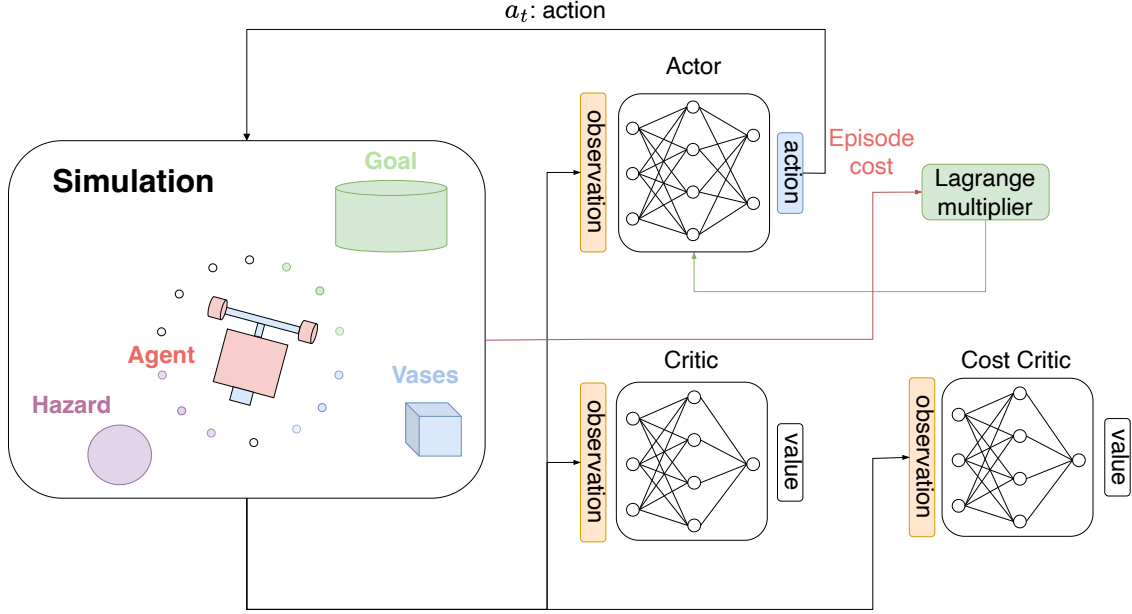 a_t: action
Actor
observation
action
Episode
cost
Lagrange
multiplier
Simulation
Goal
Agent
Hazard
Vases
Critic
observation
value
Cost Critic
observation
value